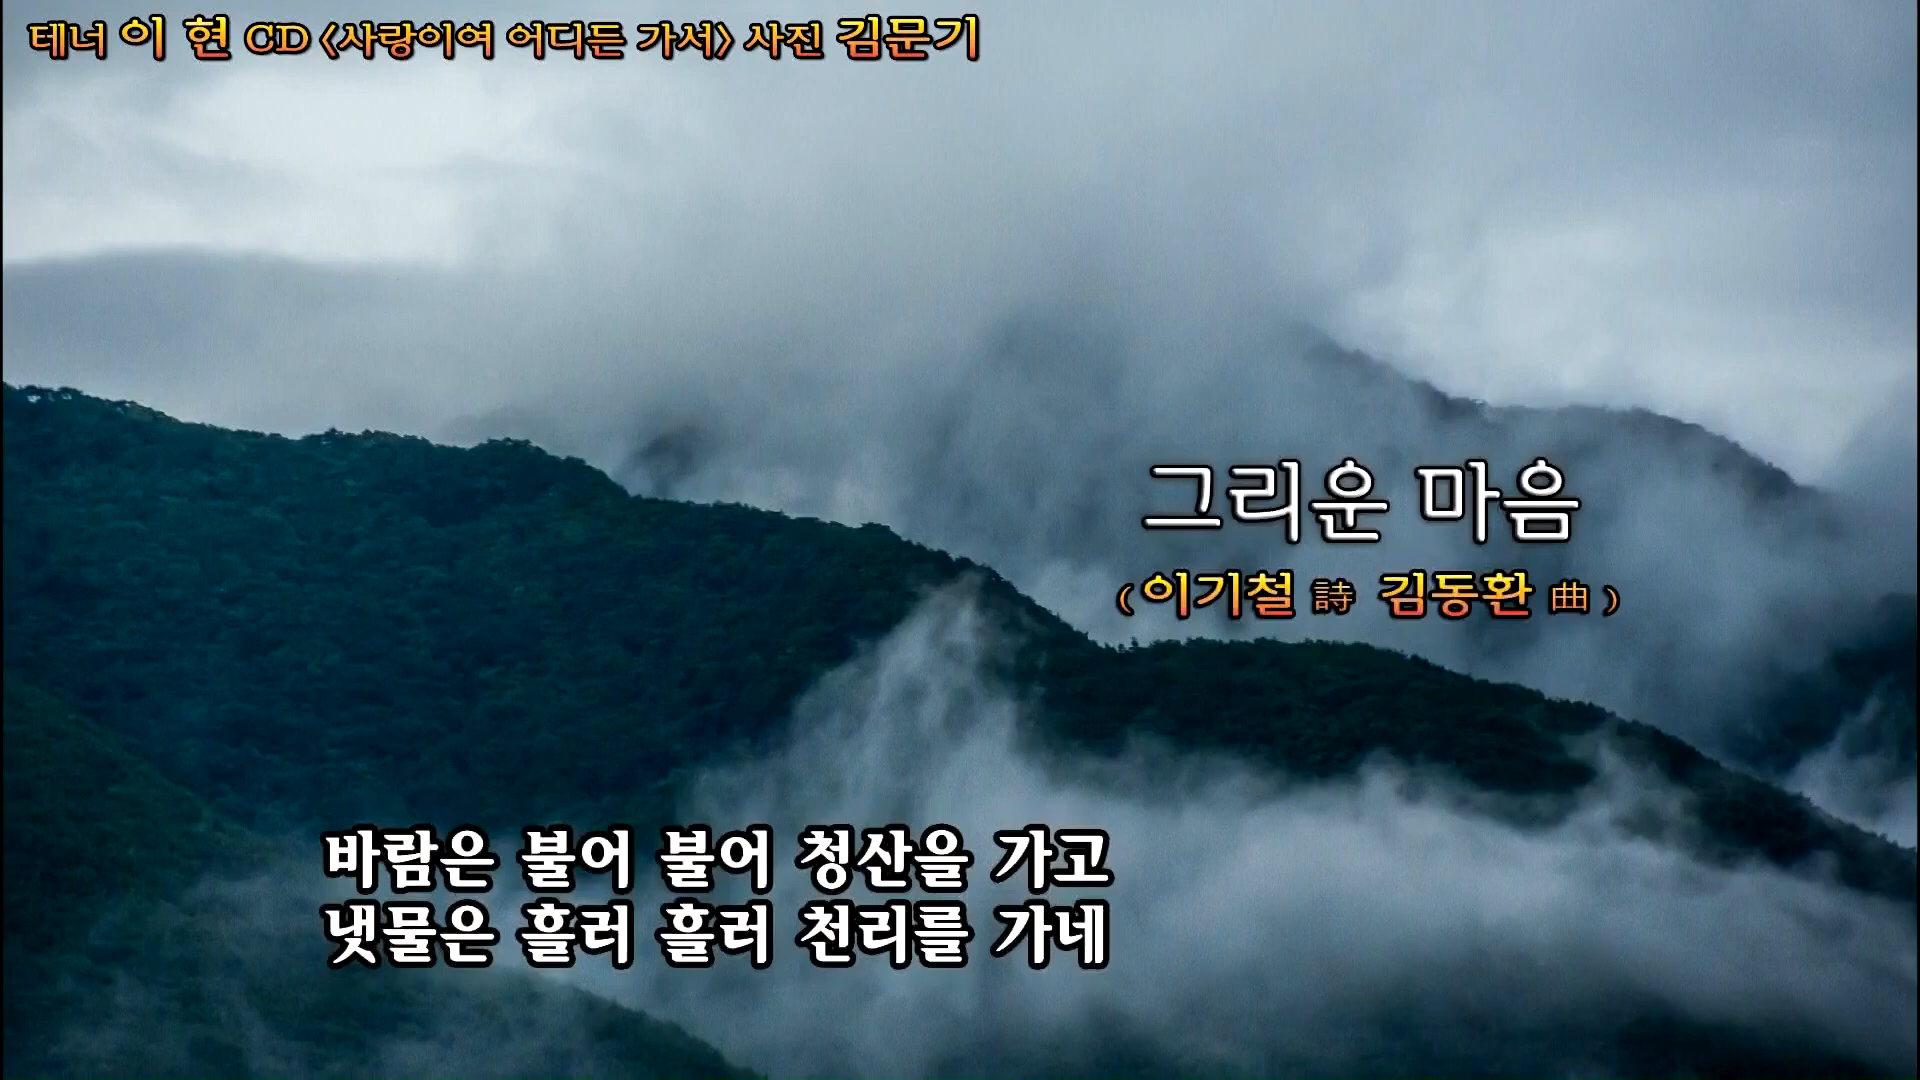 테너 이 현 CD <사랑이여 어디든 가서> 사진 김문기
그리운 마음
(이기철 詩 김동환 曲)
바람은 불어 불어 청산을 가고
냇물은 흘러 흘러 천리를 가네